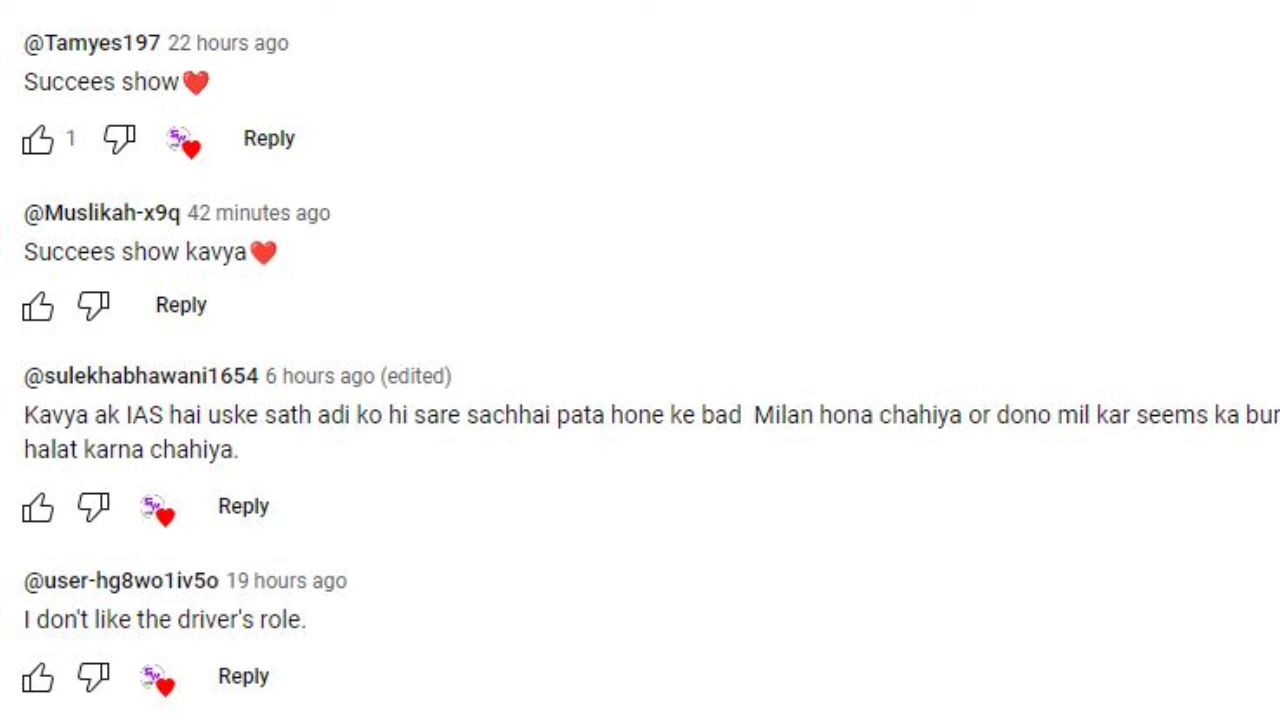 @Tamyes197 22 hours ago
Succees show❤️
1 Reply
@Muslikah-x9q 42 minutes ago
Succees show kavya❤️
Reply
@sulekhabhawani1654 6 hours ago (edited)
Kavya ak IAS hai uske sath adi ko hi sare sachhai pata hone ke bad Milan hona chahiya or dono mil kar seems ka
halat karna chahiya.
Reply
@user-hg8wo1iv5o 19 hours ago
I don't like the driver's role.
Reply